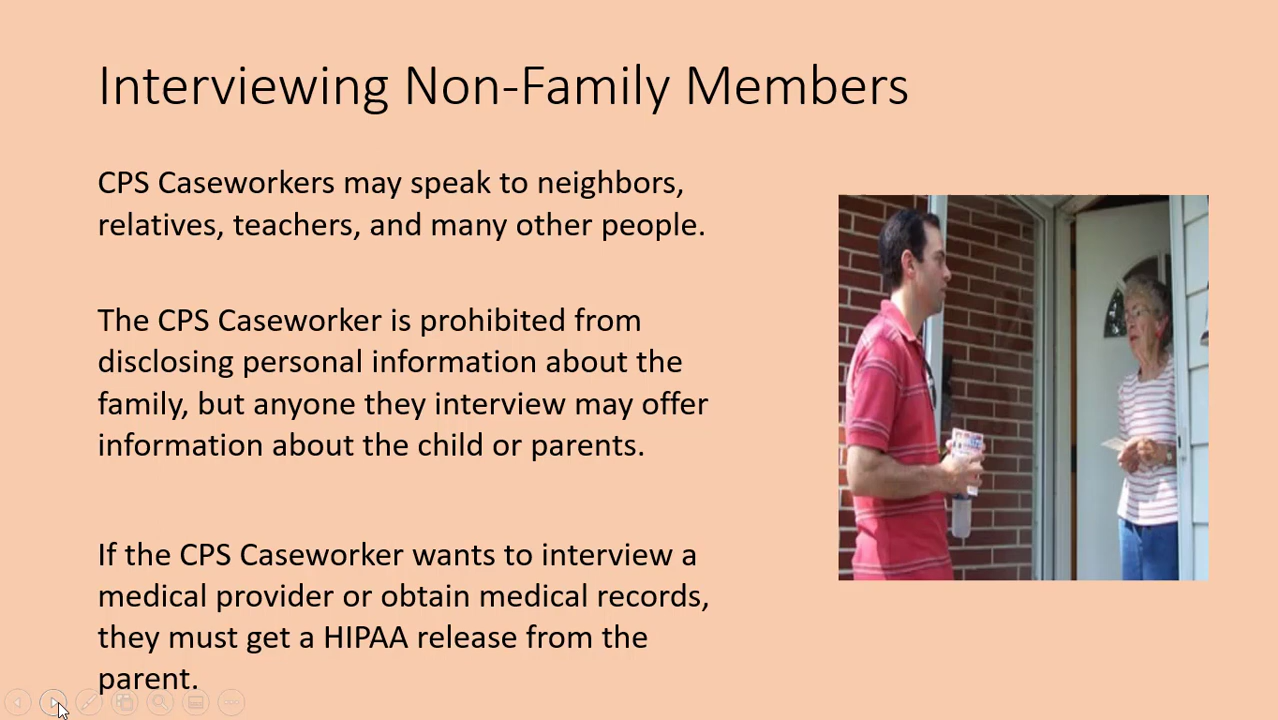 Interviewing Non-Family Members
CPS Caseworkers may speak to neighbors,
relatives, teachers, and many other people.
The CPS Caseworker is prohibited from
disclosing personal information about the
family, but anyone they interview may offer
information about the child or parents.
If the CPS Caseworker wants to interview a
medical provider or obtain medical records,
they must get a HIPAA release from the
parent.